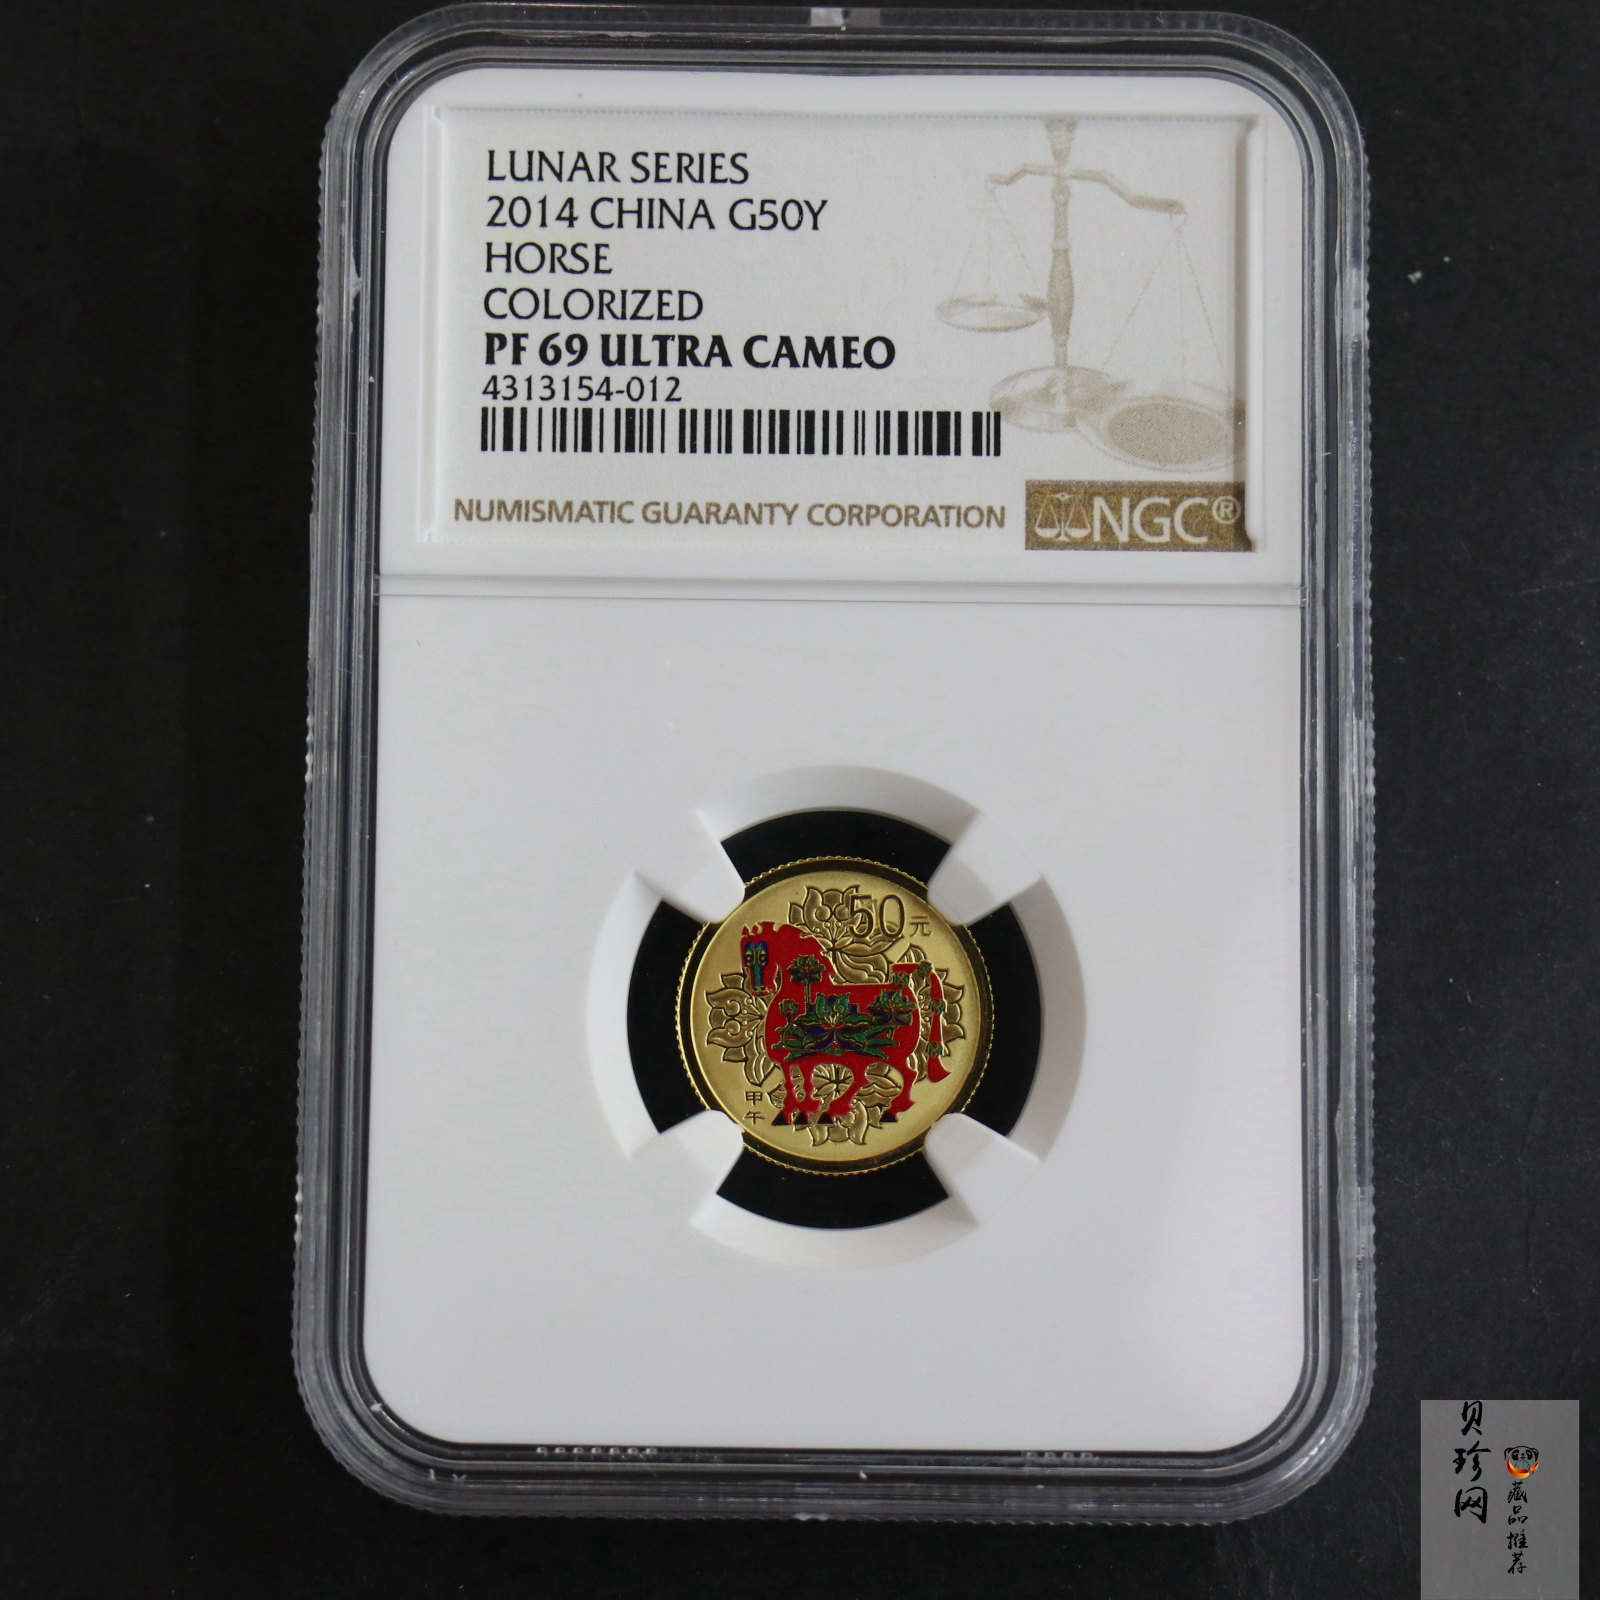 LUNAR SERIES
2014 CHINA G50Y
HORSE
COLORIZED
PF 69 ULTRA CAMEO
4313154-012
NUMISMATIC GUARANTY CORPORATION
NGC®
50元
甲
午
贝珍网
藏品推荐